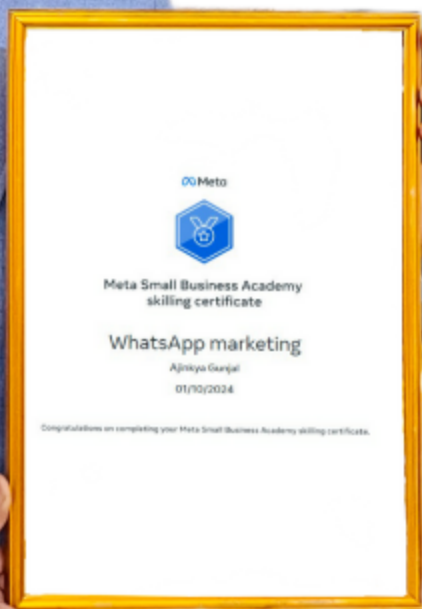 Meta
Meta Small Business Academy
skilling certificate
WhatsApp marketing
Ajinkya Gunjal
01/10/2024
Congratulations on completing your Meta Small Business Academy skilling certificate.